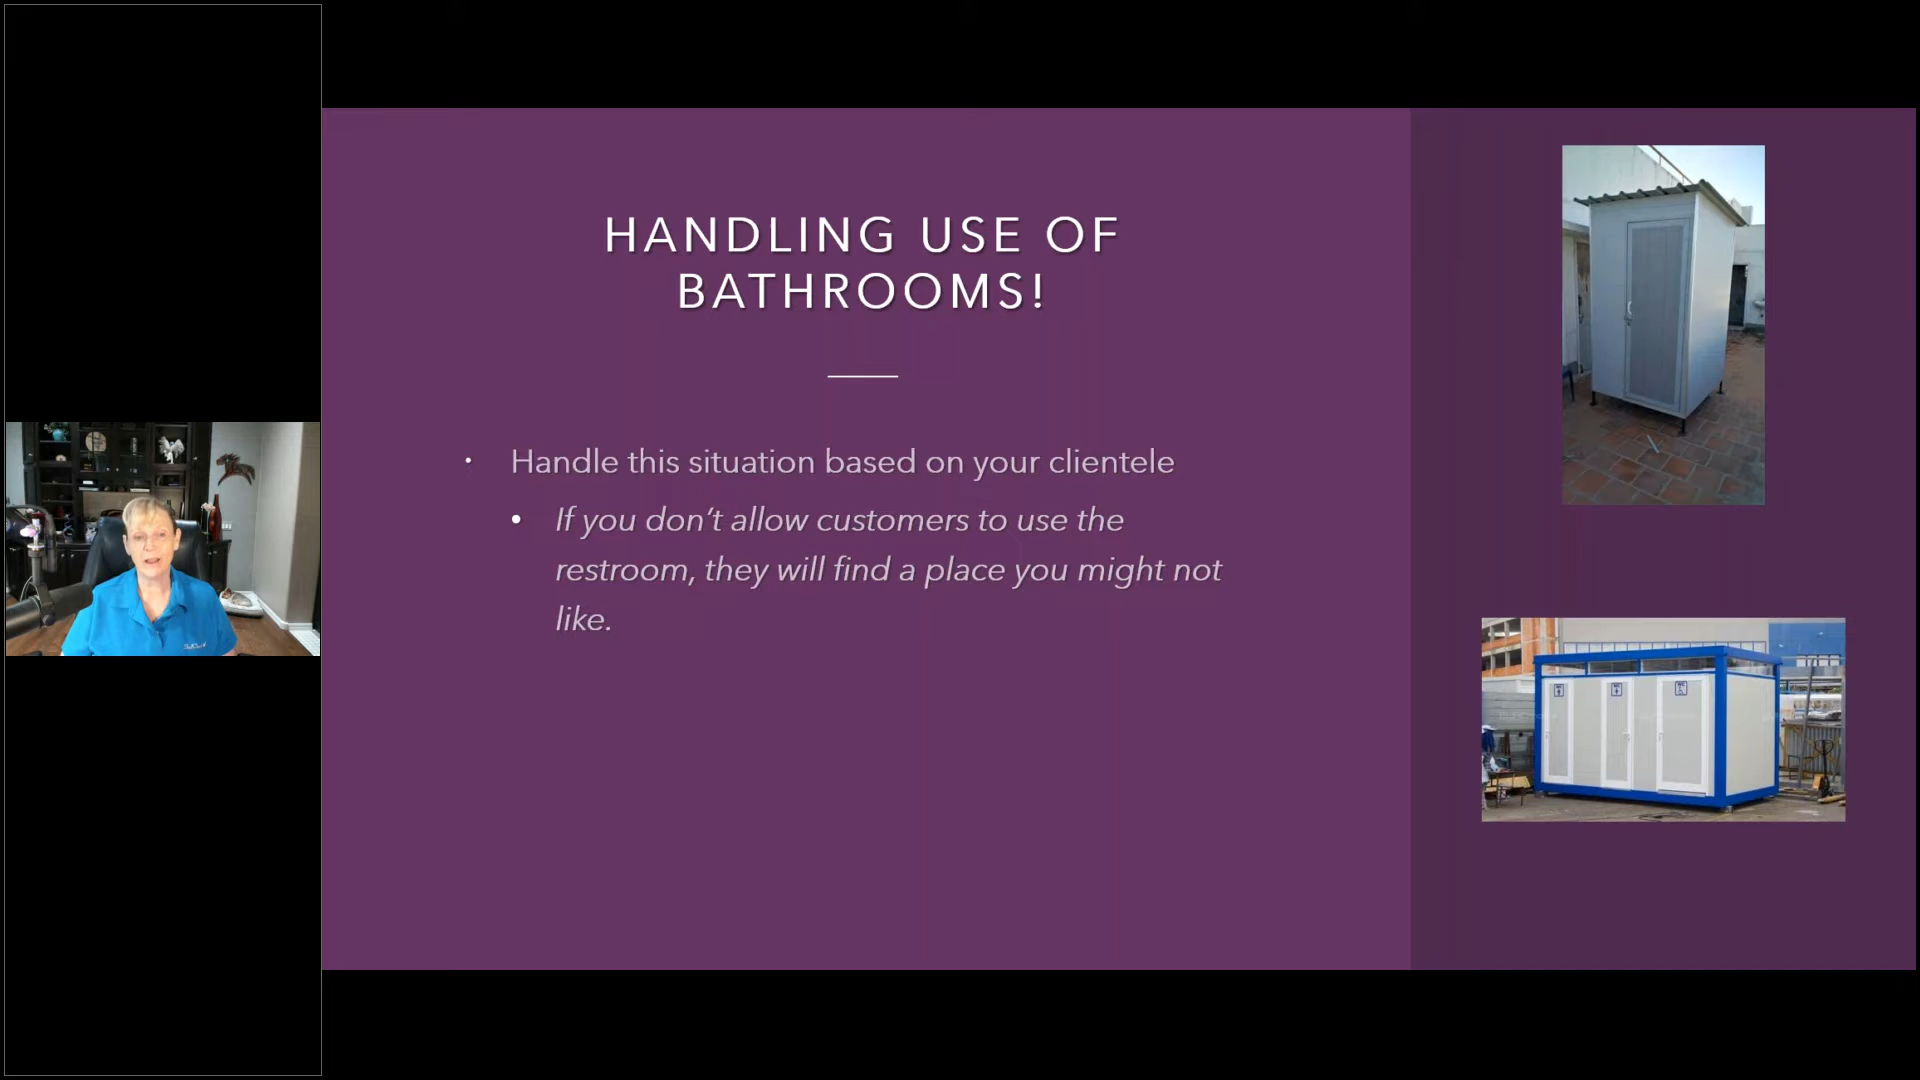 HANDLING USE OF
BATHROOMS!
Handle this situation based on your clientele
If you don’t allow customers to use the
restroom, they will find a place you might not
like.